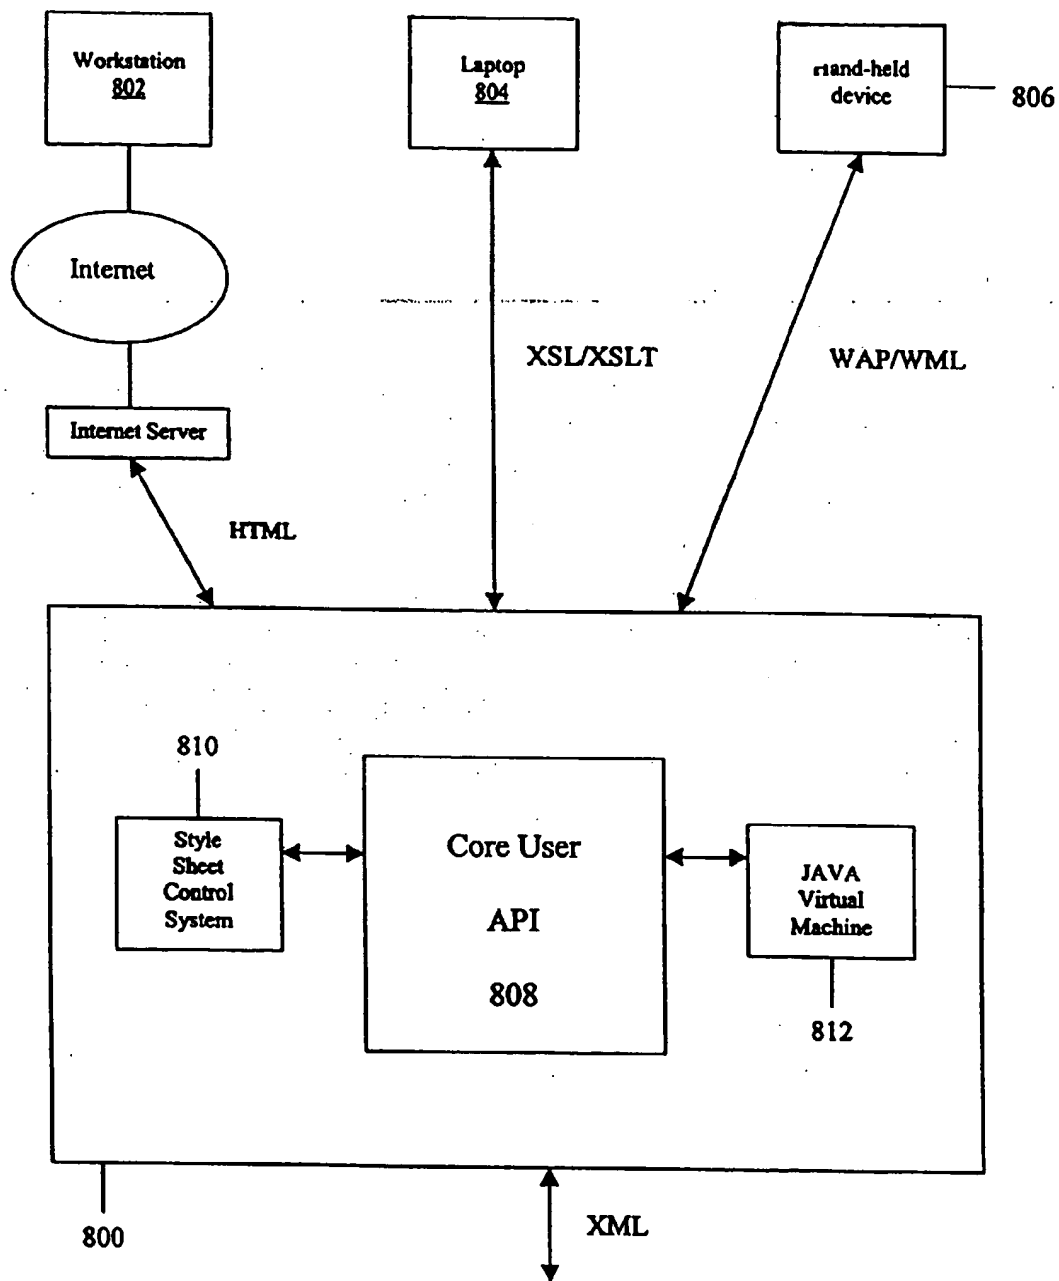 Workstation
802
Laptop
804
Hand-held
device
806
Internet
XSL/XSLT
WAP/WML
Internet Server
HTML
810
Style
Sheet
Control
System
Core User
API
808
JAVA
Virtual
Machine
812
800
XML